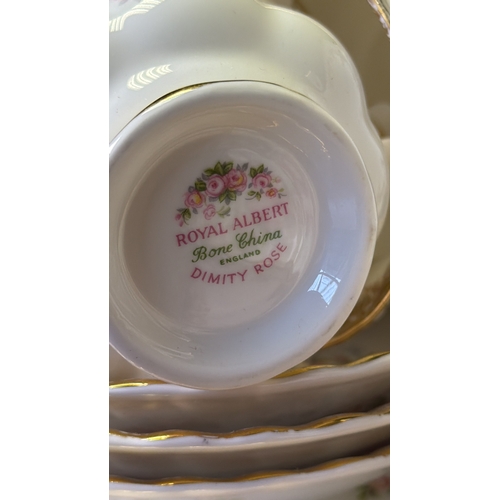 ROYAL ALBERT
Bone China
ENGLAND
DIMITY ROSE